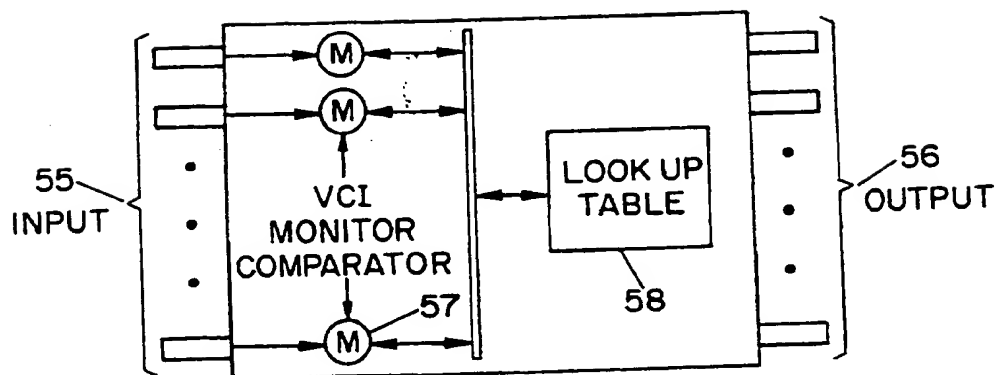 M
M
55
INPUT
VCI
MONITOR
COMPARATOR
LOOK UP
TABLE
56
OUTPUT
57
58
M